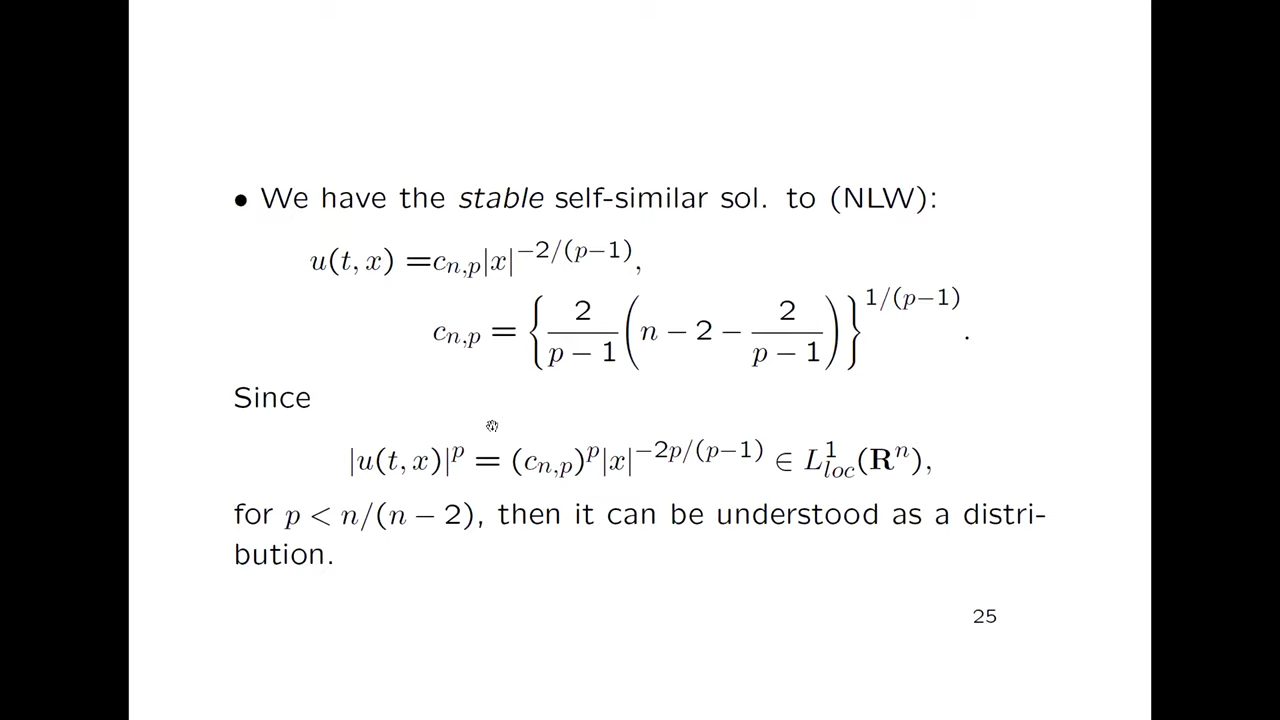 • We have the stable self-similar sol. to (NLW):
u(t, x) =c_{n,p}|x|^{-2/(p-1)},
c_{n,p} = { \frac{2}{p-1} ( n - 2 - \frac{2}{p-1} ) }^{1/(p-1)} .
Since
|u(t, x)|^p = (c_{n,p})^p|x|^{-2p/(p-1)} ∈ L^1_{loc}(R^n),
for p < n/(n - 2), then it can be understood as a distri-
bution.
25